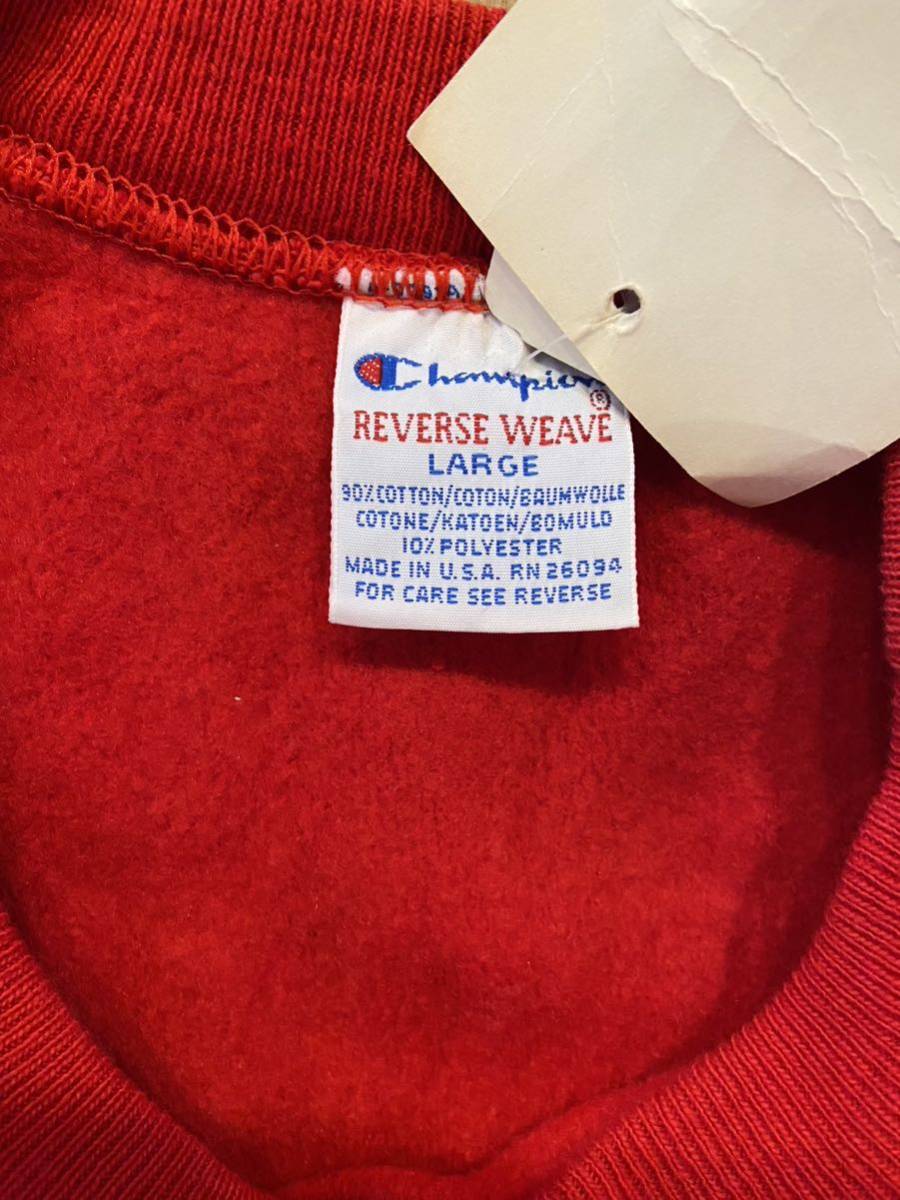 Champion
®
REVERSE WEAVE
LARGE
90% COTTON/COTON/BAUMWOLLE
COTONE/KATOEN/BOMULD
10% POLYESTER
MADE IN U.S.A. RN 26094
FOR CARE SEE REVERSE